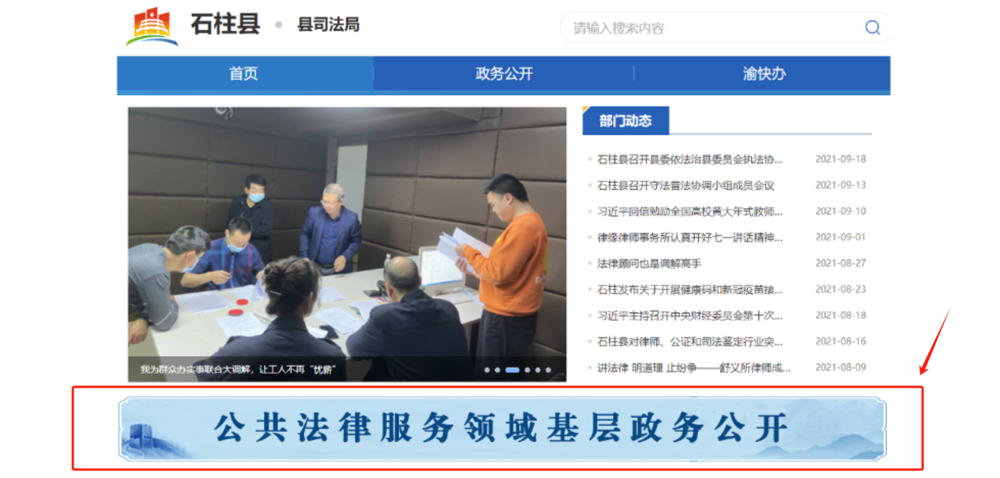 石柱县 县司法局
请输入搜索内容
首页 政务公开 渝快办
我为群众办实事联合大调解，让工人不再“忧薪”
部门动态
石柱县召开县委依法治县委员会执法协... 2021-09-18
石柱县召开守法普法协调小组成员会议 2021-09-13
习近平回信勉励全国高校黄大年式教师... 2021-09-10
律缘律师事务所认真开好七一讲话精神... 2021-09-01
法律顾问也是调解高手 2021-08-27
石柱发布关于开展健康码和新冠疫苗接... 2021-08-23
习近平主持召开中央财经委员会第十次... 2021-08-18
石柱县对律师、公证和司法鉴定行业突... 2021-08-16
讲法律 明道理 止纷争——舒义所律师成... 2021-08-09
公共法律服务领域基层政务公开